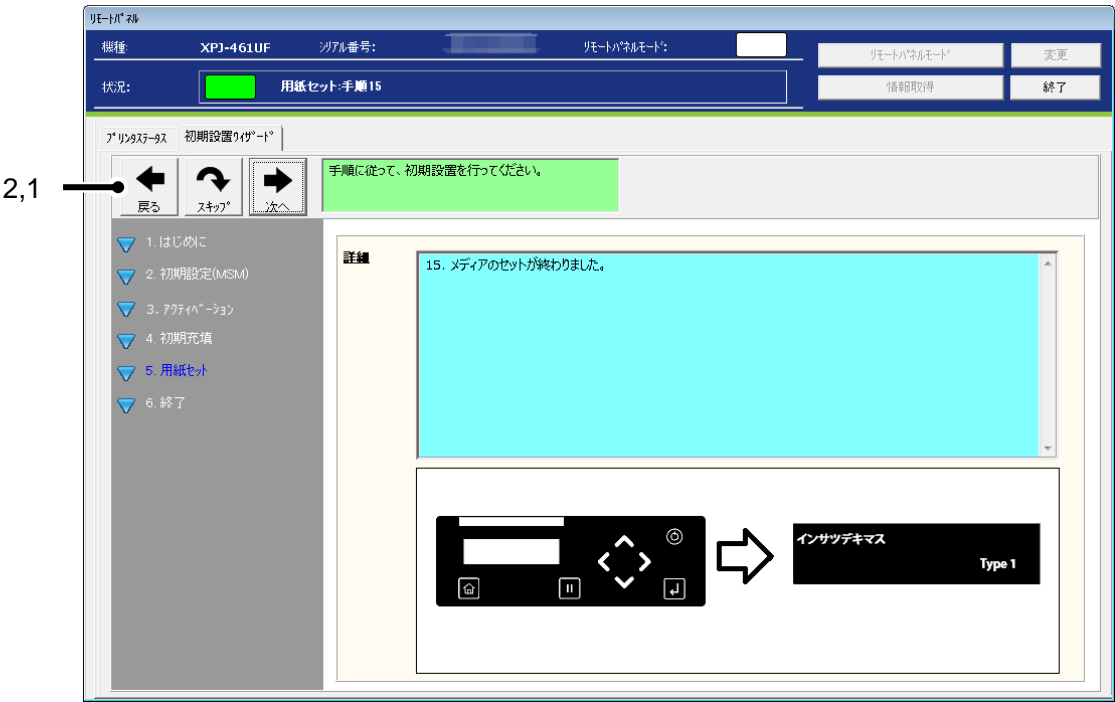 リモートパネル
機種: XPJ-461UF シリアル番号: リモートパネルモード: リモートパネルモード 変更
状況: 用紙セット:手順15 情報取得 終了
プリンタステータス 初期設置ウィザード
2,1
戻る スキップ 次へ 手順に従って、初期設置を行ってください。
1. はじめに
2. 初期設定(MSM)
3. アクティベーション
4. 初期充填
5. 用紙セット
6. 終了
詳細
15. メディアのセットが終わりました。
インサツデキマス
Type 1